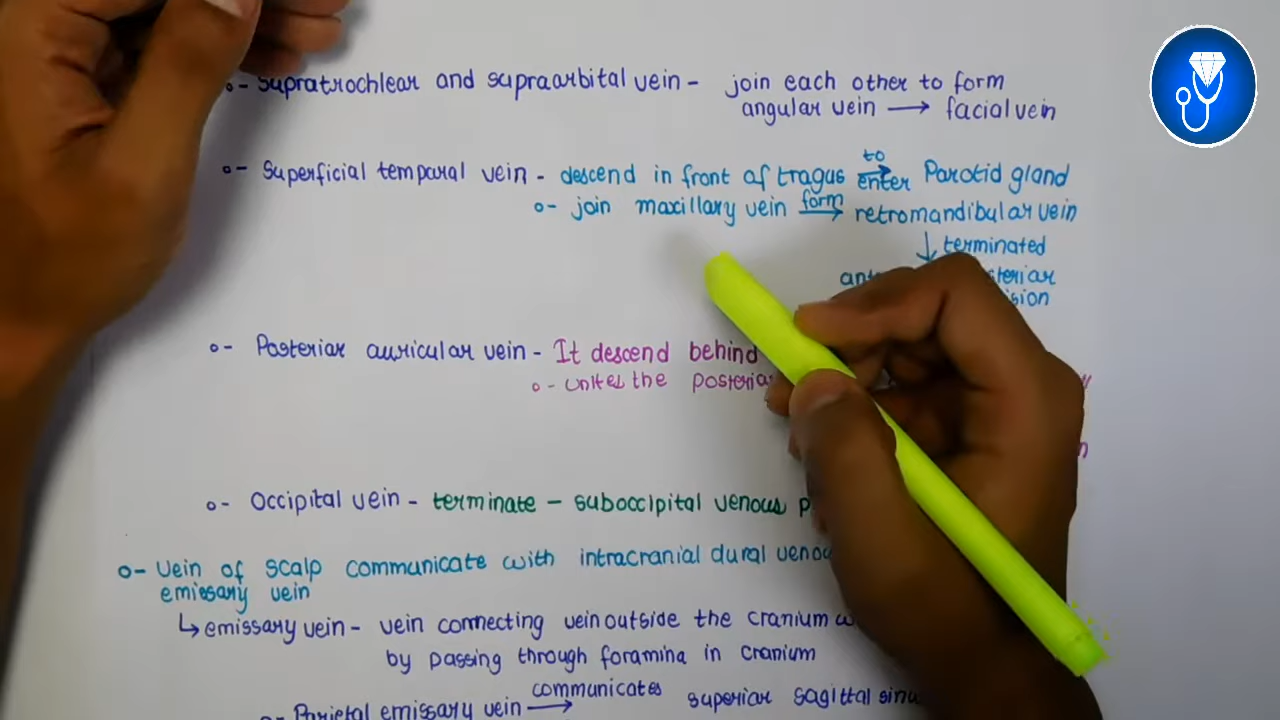 o- Supratrochlear and supraorbital vein - join each other to form
angular vein → facial vein
o- Superficial temporal vein - descend in front of tragus to → enter Parotid gland
o- join maxillary vein form → retromandibular vein
↓ terminated
o- Posterior auricular vein - It descend behind
o- unites the
o- Occipital vein - terminate - suboccipital venous
o- Vein of scalp communicate with intracranial dural
emissary vein
↳ emissary vein - vein connecting vein outside the cranium
by passing through foramina in cranium
o- Parietal emissary vein communicates → superior sagittal